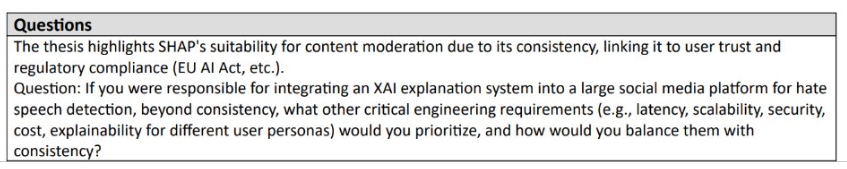 Questions
The thesis highlights SHAP's suitability for content moderation due to its consistency, linking it to user trust and
regulatory compliance (EU AI Act, etc.).
Question: If you were responsible for integrating an XAI explanation system into a large social media platform for hate
speech detection, beyond consistency, what other critical engineering requirements (e.g., latency, scalability, security,
cost, explainability for different user personas) would you prioritize, and how would you balance them with
consistency?